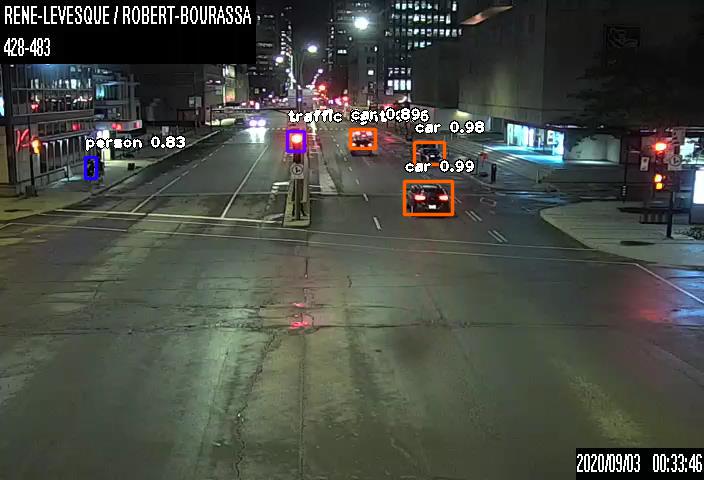 RENE-LEVESQUE / ROBERT-BOURASSA
428-483
person 0.83
traffic
car 0.98
car 0.99
2020/09/03 00:33:46